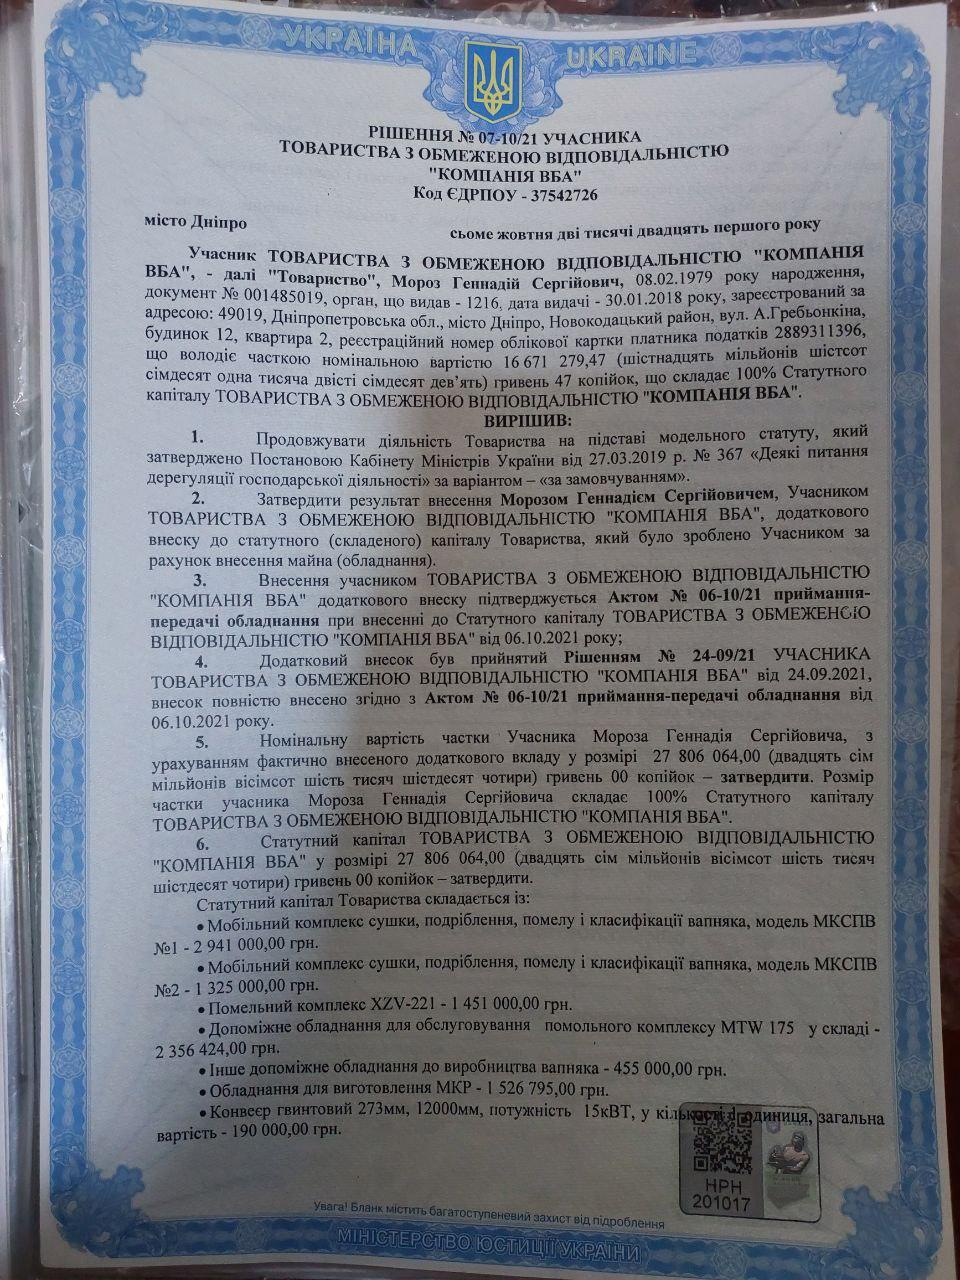 УКРАЇНА UKRAINE
РІШЕННЯ № 07-10/21 УЧАСНИКА
ТОВАРИСТВА З ОБМЕЖЕНОЮ ВІДПОВІДАЛЬНІСТЮ
"КОМПАНІЯ ВБА"
Код ЄДРПОУ - 37542726
місто Дніпро
сьоме жовтня дві тисячі двадцять першого року
Учасник ТОВАРИСТВА З ОБМЕЖЕНОЮ ВІДПОВІДАЛЬНІСТЮ "КОМПАНІЯ
ВБА", - далі "Товариство", Мороз Геннадій Сергійович, 08.02.1979 року народження,
документ № 001485019, орган, що видав - 1216, дата видачі - 30.01.2018 року, зареєстрований за
адресою: 49019, Дніпропетровська обл., місто Дніпро, Новокодацький район, вул. А.Гребьонкіна,
будинок 12, квартира 2, реєстраційний номер облікової картки платника податків 2889311396,
що володіє часткою номінальною вартістю 16 671 279,47 (шістнадцять мільйонів шістсот
сімдесят одна тисяча двісті сімдесят дев'ять) гривень 47 копійок, що складає 100% Статутного
капіталу ТОВАРИСТВА З ОБМЕЖЕНОЮ ВІДПОВІДАЛЬНІСТЮ "КОМПАНІЯ ВБА".
ВИРІШИВ:
1. Продовжувати діяльність Товариства на підставі модельного статуту, який
затверджено Постановою Кабінету Міністрів України від 27.03.2019 р. № 367 «Деякі питання
дерегуляції господарської діяльності» за варіантом – «за замовчуванням».
2. Затвердити результат внесення Морозом Геннадієм Сергійовичем, Учасником
ТОВАРИСТВА З ОБМЕЖЕНОЮ ВІДПОВІДАЛЬНІСТЮ "КОМПАНІЯ ВБА", додаткового
внеску до статутного (складеного) капіталу Товариства, який було зроблено Учасником за
рахунок внесення майна (обладнання).
3. Внесення учасником ТОВАРИСТВА З ОБМЕЖЕНОЮ ВІДПОВІДАЛЬНІСТЮ
"КОМПАНІЯ ВБА" додаткового внеску підтверджується Актом № 06-10/21 приймання-
передачі обладнання при внесенні до Статутного капіталу ТОВАРИСТВА З ОБМЕЖЕНОЮ
ВІДПОВІДАЛЬНІСТЮ "КОМПАНІЯ ВБА" від 06.10.2021 року;
4. Додатковий внесок був прийнятий Рішенням № 24-09/21 УЧАСНИКА
ТОВАРИСТВА З ОБМЕЖЕНОЮ ВІДПОВІДАЛЬНІСТЮ "КОМПАНІЯ ВБА" від 24.09.2021,
внесок повністю внесено згідно з Актом № 06-10/21 приймання-передачі обладнання від
06.10.2021 року.
5. Номінальну вартість частки Учасника Мороза Геннадія Сергійовича, з
урахуванням фактично внесеного додаткового вкладу у розмірі 27 806 064,00 (двадцять сім
мільйонів вісімсот шість тисяч шістдесят чотири) гривень 00 копійок – затвердити. Розмір
частки учасника Мороза Геннадія Сергійовича складає 100% Статутного капіталу
ТОВАРИСТВА З ОБМЕЖЕНОЮ ВІДПОВІДАЛЬНІСТЮ "КОМПАНІЯ ВБА".
6. Статутний капітал ТОВАРИСТВА З ОБМЕЖЕНОЮ ВІДПОВІДАЛЬНІСТЮ
"КОМПАНІЯ ВБА" у розмірі 27 806 064,00 (двадцять сім мільйонів вісімсот шість тисяч
шістдесят чотири) гривень 00 копійок – затвердити.
Статутний капітал Товариства складається із:
• Мобільний комплекс сушки, подріблення, помелу і класифікації вапняка, модель МКСПВ
№1 - 2 941 000,00 грн.
• Мобільний комплекс сушки, подріблення, помелу і класифікації вапняка, модель МКСПВ
№2 - 1 325 000,00 грн.
• Помельний комплекс XZV-221 - 1 451 000,00 грн.
• Допоміжне обладнання для обслуговування помольного комплексу MTW 175 у складі -
2 356 424,00 грн.
• Інше допоміжне обладнання до виробництва вапняка - 455 000,00 грн.
• Обладнання для виготовлення МКР - 1 526 795,00 грн.
• Конвеєр гвинтовий 273мм, 12000мм, потужність 15кВТ, у кількості 1 одиниця, загальна
вартість - 190 000,00 грн.
НРН
201017
Увага! Бланк містить багатоступеневий захист від підроблення
МІНІСТЕРСТВО ЮСТИЦІЇ УКРАЇНИ